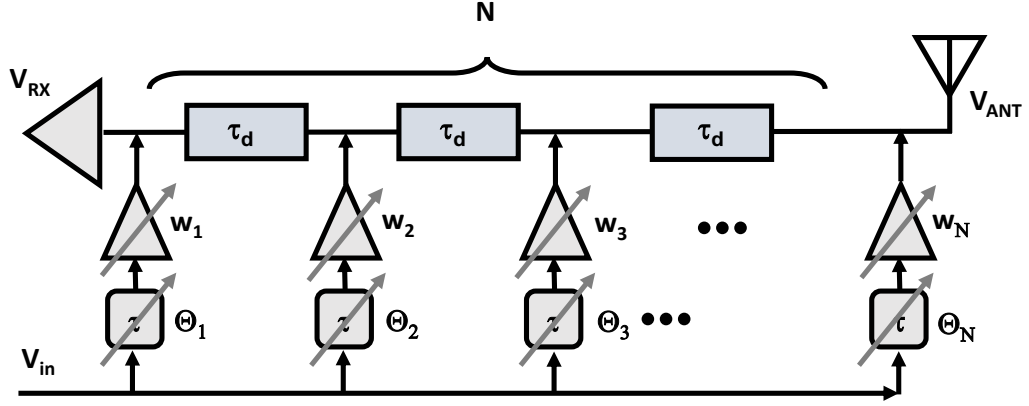 N
V_RX
V_ANT
τ_d τ_d τ_d
w_1 w_2 w_3 ••• w_N
τ Θ_1 τ Θ_2 τ Θ_3 ••• τ Θ_N
V_in